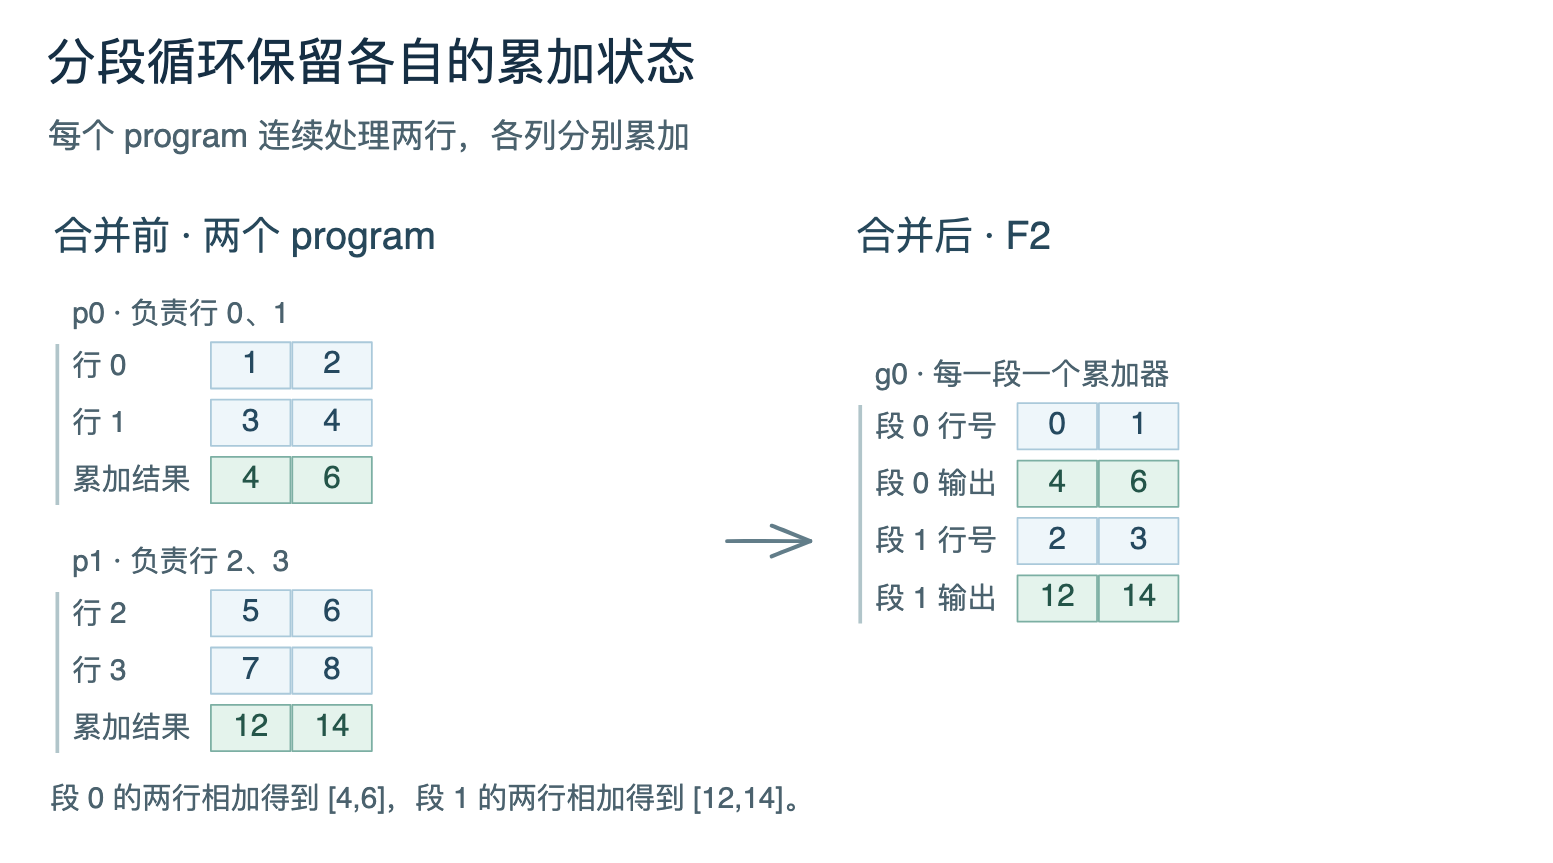 分段循环保留各自的累加状态
每个 program 连续处理两行，各列分别累加
合并前 · 两个 program
p0 · 负责行 0、1
行 0 1 2
行 1 3 4
累加结果 4 6
p1 · 负责行 2、3
行 2 5 6
行 3 7 8
累加结果 12 14
合并后 · F2
g0 · 每一段一个累加器
段 0 行号 0 1
段 0 输出 4 6
段 1 行号 2 3
段 1 输出 12 14
段 0 的两行相加得到 [4,6]，段 1 的两行相加得到 [12,14]。